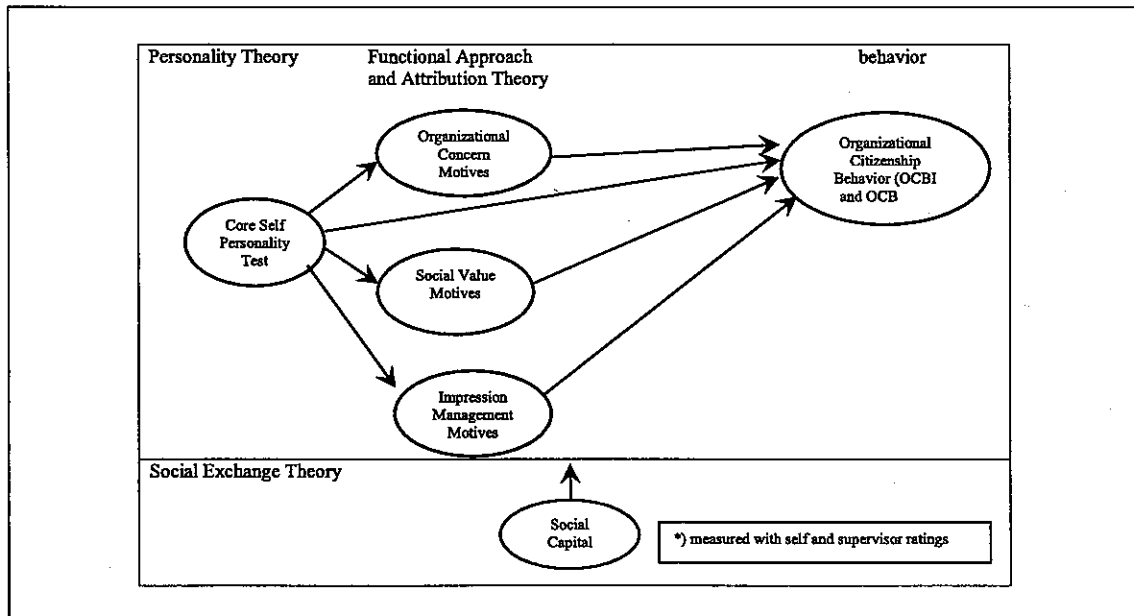 Personality Theory
Functional Approach
and Attribution Theory
behavior
Organizational
Concern
Motives
Organizational
Citizenship
Behavior (OCBI
and OCB
Core Self
Personality
Test
Social Value
Motives
Impression
Management
Motives
Social Exchange Theory
Social
Capital
*) measured with self and supervisor ratings